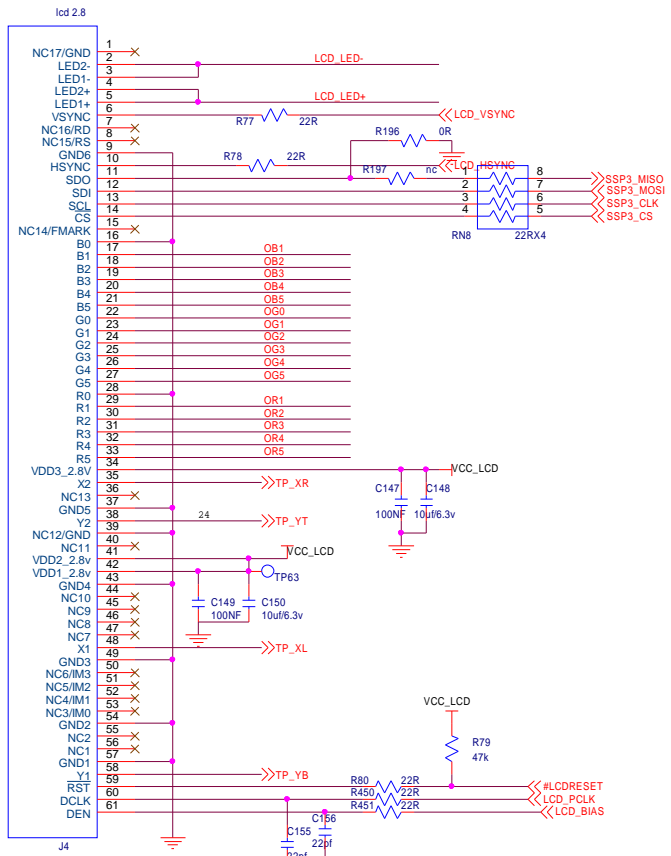 lcd 2.8
1
NC17/GND
2
LED2-
LCD_LED-
3
LED1-
4
LED2+
5
LED1+
LCD_LED+
6
VSYNC
R77
22R
LCD_VSYNC
7
NC16/RD
8
NC15/RS
R196
0R
9
GND6
10
HSYNC
R78
22R
LCD_HSYNC
11
SDO
R197
nc
1
8
SSP3_MISO
12
SDI
2
7
SSP3_MOSI
13
SCL
3
6
SSP3_CLK
14
CS
4
5
SSP3_CS
15
NC14/FMARK
RN8
22RX4
16
B0
17
B1
OB1
18
B2
OB2
19
B3
OB3
20
B4
OB4
21
B5
OB5
22
G0
OG0
23
G1
OG1
24
G2
OG2
25
G3
OG3
26
G4
OG4
27
G5
OG5
28
R0
29
R1
OR1
30
R2
OR2
31
R3
OR3
32
R4
OR4
33
R5
OR5
34
VDD3_2.8V
VCC_LCD
35
X2
TP_XR
C147
C148
36
NC13
100NF
10uf/6.3v
37
GND5
38
Y2
24
TP_YT
39
NC12/GND
40
NC11
VCC_LCD
41
VDD2_2.8v
42
VDD1_2.8v
TP63
43
GND4
44
NC10
C149
C150
45
NC9
100NF
10uf/6.3v
46
NC8
47
NC7
48
X1
TP_XL
49
GND3
50
NC6/IM3
51
NC5/IM2
52
NC4/IM1
53
NC3/IM0
VCC_LCD
54
GND2
55
NC2
R79
56
NC1
47k
57
GND1
58
Y1
TP_YB
59
RST
R80
22R
#LCDRESET
60
DCLK
R450
22R
LCD_PCLK
61
DEN
R451
22R
LCD_BIAS
C156
C155
22pf
22pf
J4